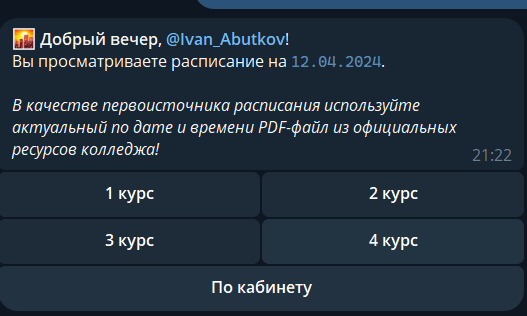 Добрый вечер, @Ivan_Abutkov!
Вы просматриваете расписание на 12.04.2024.
В качестве первоисточника расписания используйте
актуальный по дате и времени PDF-файл из официальных
ресурсов колледжа!
21:22
1 курс
2 курс
3 курс
4 курс
По кабинету